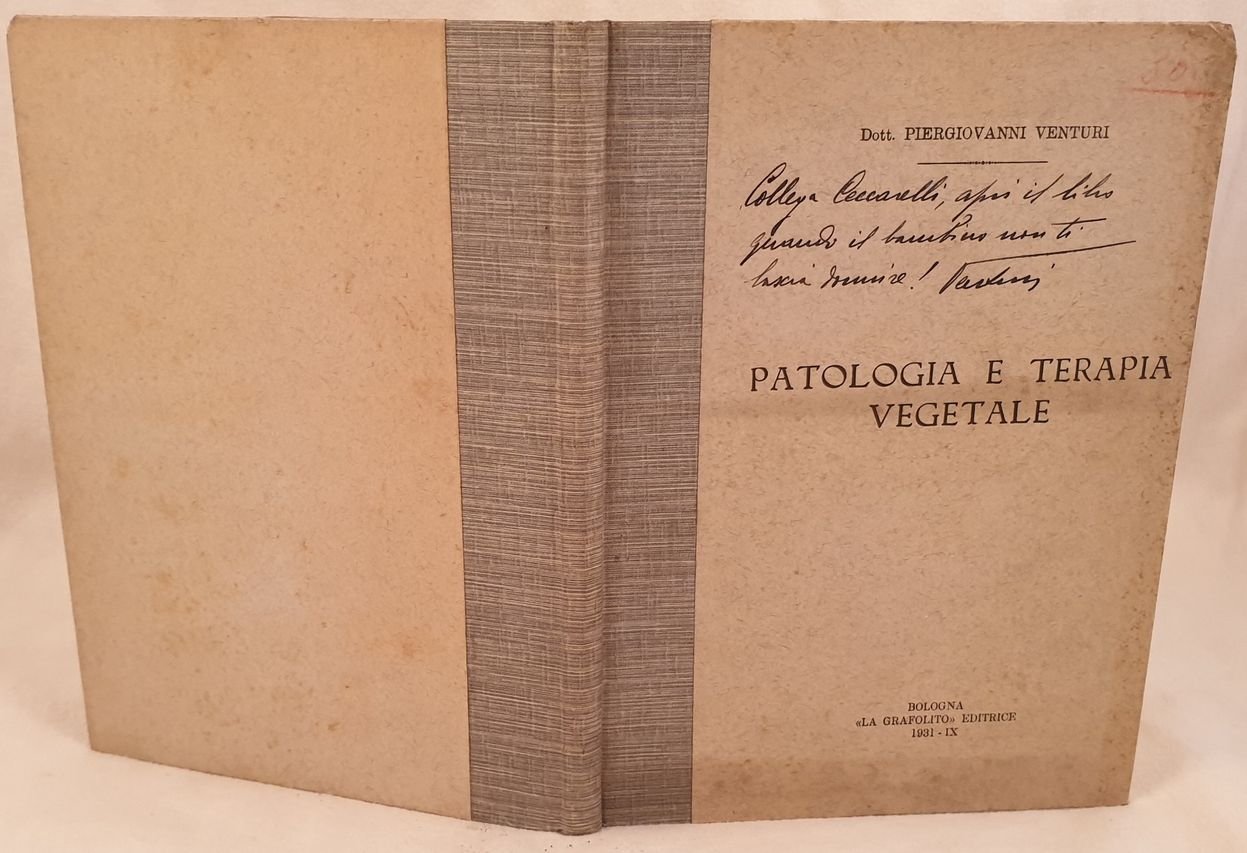 Dott. PIERGIOVANNI VENTURI
Collega Ceccarelli, apri il libro
quando il bambino non ti
lascia dormire!
PATOLOGIA E TERAPIA
VEGETALE
BOLOGNA
«LA GRAFOLITO» EDITRICE
1931 - IX